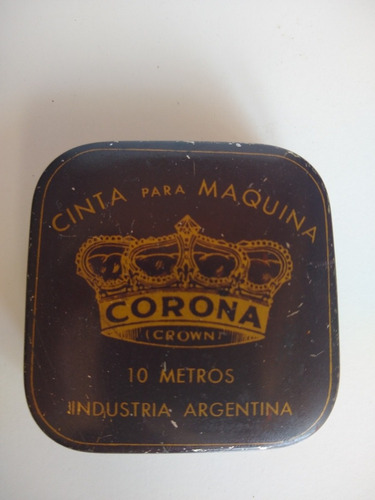 CINTA PARA MAQUINA
CORONA
(CROWN)
10 METROS
INDUSTRIA ARGENTINA